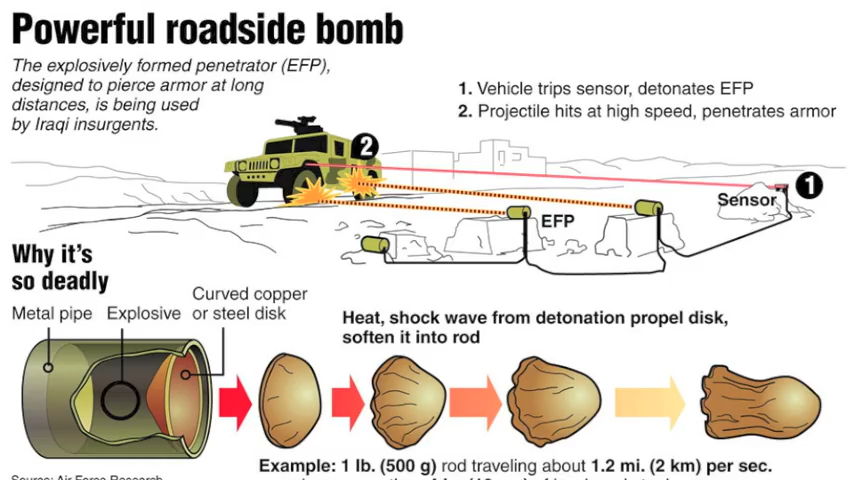 Powerful roadside bomb
The explosively formed penetrator (EFP),
designed to pierce armor at long
distances, is being used
by Iraqi insurgents.
1. Vehicle trips sensor, detonates EFP
2. Projectile hits at high speed, penetrates armor
2
1
Sensor
EFP
Why it's
so deadly
Metal pipe
Explosive
Curved copper
or steel disk
Heat, shock wave from detonation propel disk,
soften it into rod
Example: 1 lb. (500 g) rod traveling about 1.2 mi. (2 km) per sec.
Source: Air Force Research